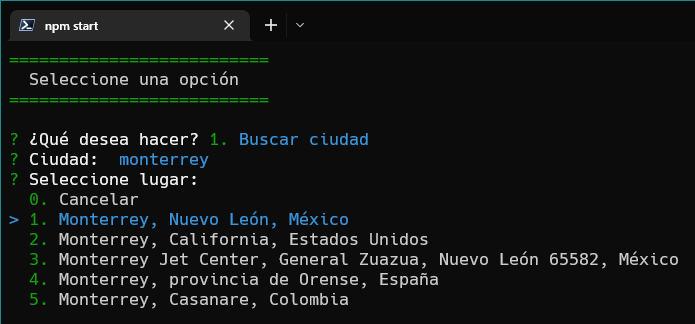 npm start
==========================
Seleccione una opción
==========================
? ¿Qué desea hacer? 1. Buscar ciudad
? Ciudad: monterrey
? Seleccione lugar:
0. Cancelar
> 1. Monterrey, Nuevo León, México
2. Monterrey, California, Estados Unidos
3. Monterrey Jet Center, General Zuazua, Nuevo León 65582, México
4. Monterrey, provincia de Orense, España
5. Monterrey, Casanare, Colombia